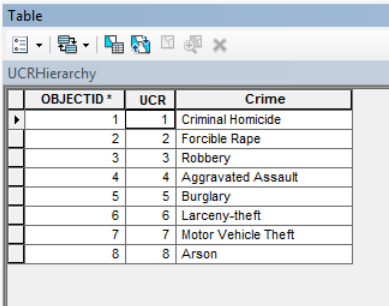 Table
UCRHierarchy
OBJECTID * UCR Crime
1 1 Criminal Homicide
2 2 Forcible Rape
3 3 Robbery
4 4 Aggravated Assault
5 5 Burglary
6 6 Larceny-theft
7 7 Motor Vehicle Theft
8 8 Arson